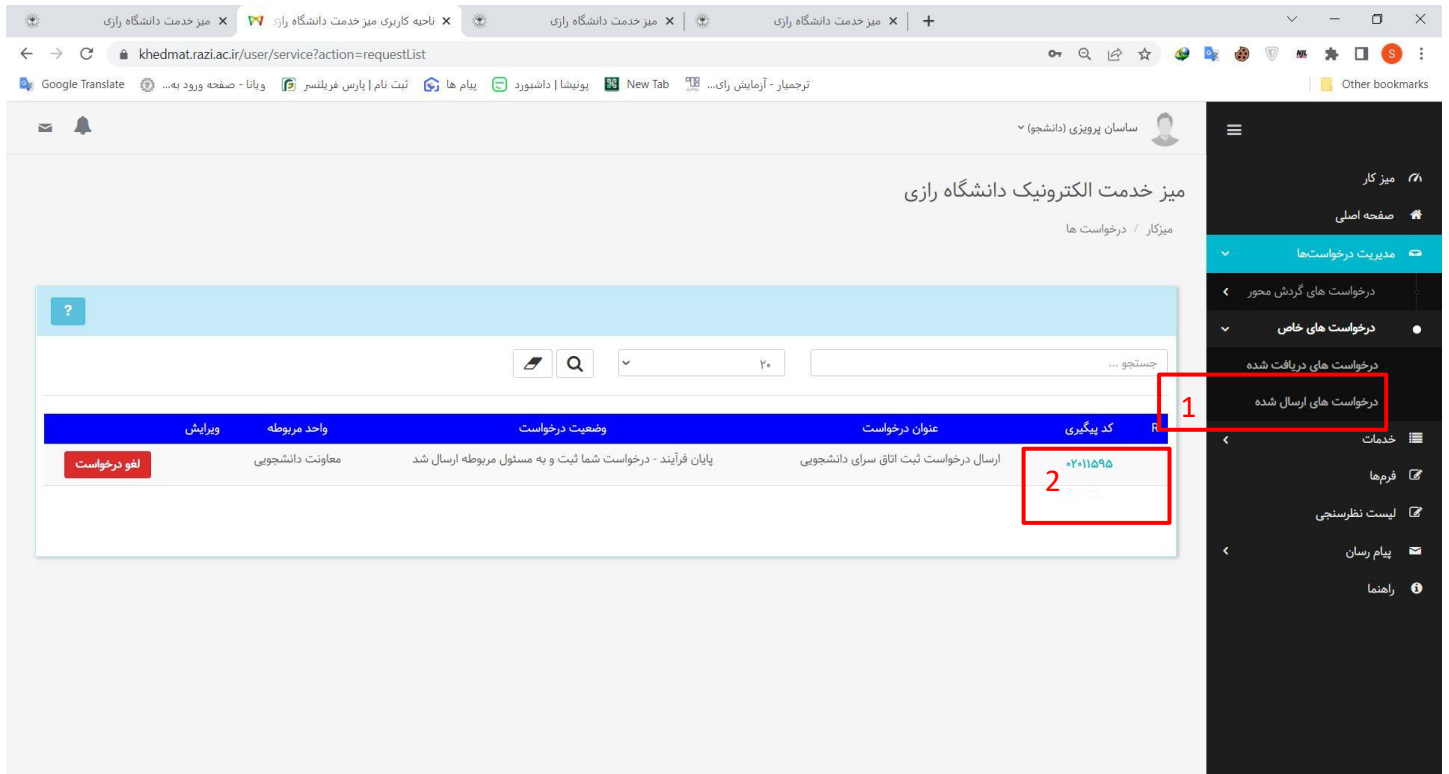 میز خدمت دانشگاه رازی
ناحیه کاربری میز خدمت دانشگاه رازی
میز خدمت دانشگاه رازی
میز خدمت دانشگاه رازی
khedmat.razi.ac.ir/user/service?action=requestList
S
Google Translate
ویانا - صفحه ورود به...
ثبت نام | پارس فریلنسر
پیام ها
پونیشا | داشبورد
New Tab
ترجمیار - آزمایش رای...
Other bookmarks
ساسان پرویزی (دانشجو)
میز خدمت الکترونیک دانشگاه رازی
میزکار / درخواست ها
?
جستجو ...
۲۰
R کد پیگیری عنوان درخواست وضعیت درخواست واحد مربوطه ویرایش
۰۲۰۱۱۵۹۵ ارسال درخواست ثبت اتاق سرای دانشجویی پایان فرآیند - درخواست شما ثبت و به مسئول مربوطه ارسال شد معاونت دانشجویی لغو درخواست
1
2
میز کار
صفحه اصلی
مدیریت درخواست‌ها
درخواست های گردش محور
درخواست های خاص
درخواست های دریافت شده
درخواست های ارسال شده
خدمات
فرم‌ها
لیست نظرسنجی
پیام رسان
راهنما